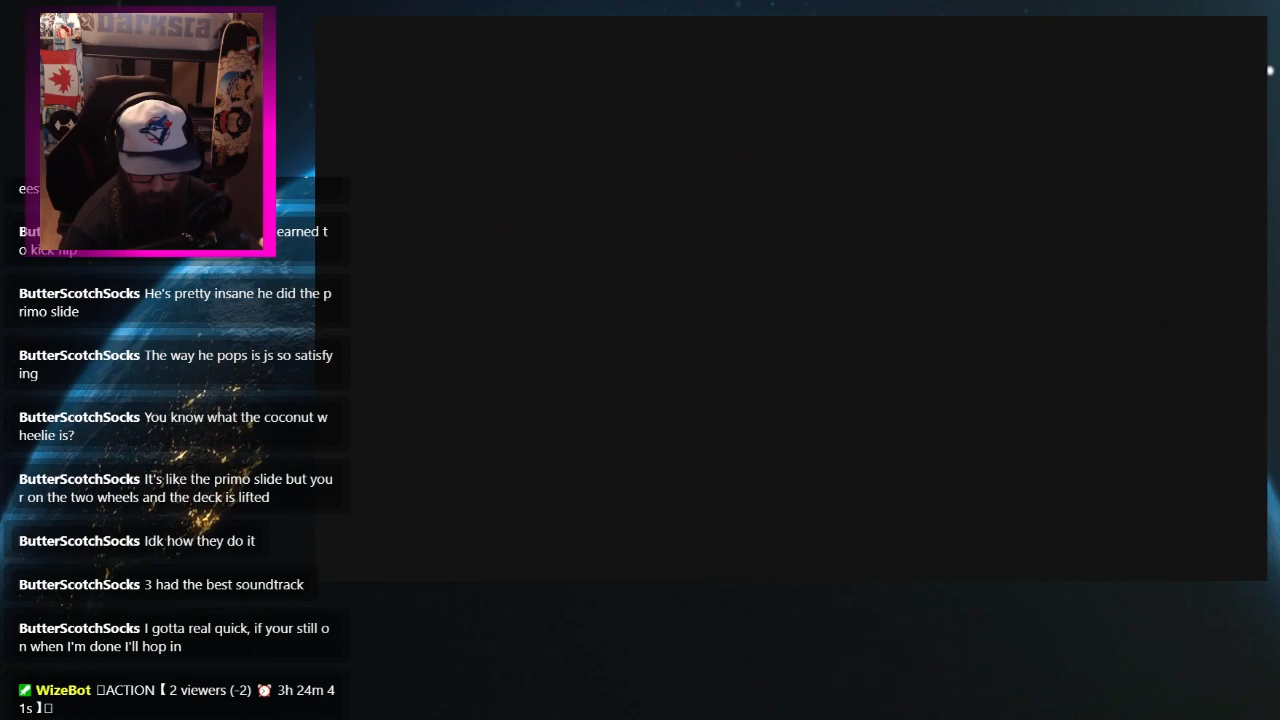 Darksta
ees
But earned t
o kick flip
ButterScotchSocks He's pretty insane he did the p
rimo slide
ButterScotchSocks The way he pops is js so satisfy
ing
ButterScotchSocks You know what the coconut w
heelie is?
ButterScotchSocks It's like the primo slide but you
r on the two wheels and the deck is lifted
ButterScotchSocks Idk how they do it
ButterScotchSocks 3 had the best soundtrack
ButterScotchSocks I gotta real quick, if your still o
n when I'm done I'll hop in
WizeBot ACTION【 2 viewers (-2) ⏰ 3h 24m 4
1s 】